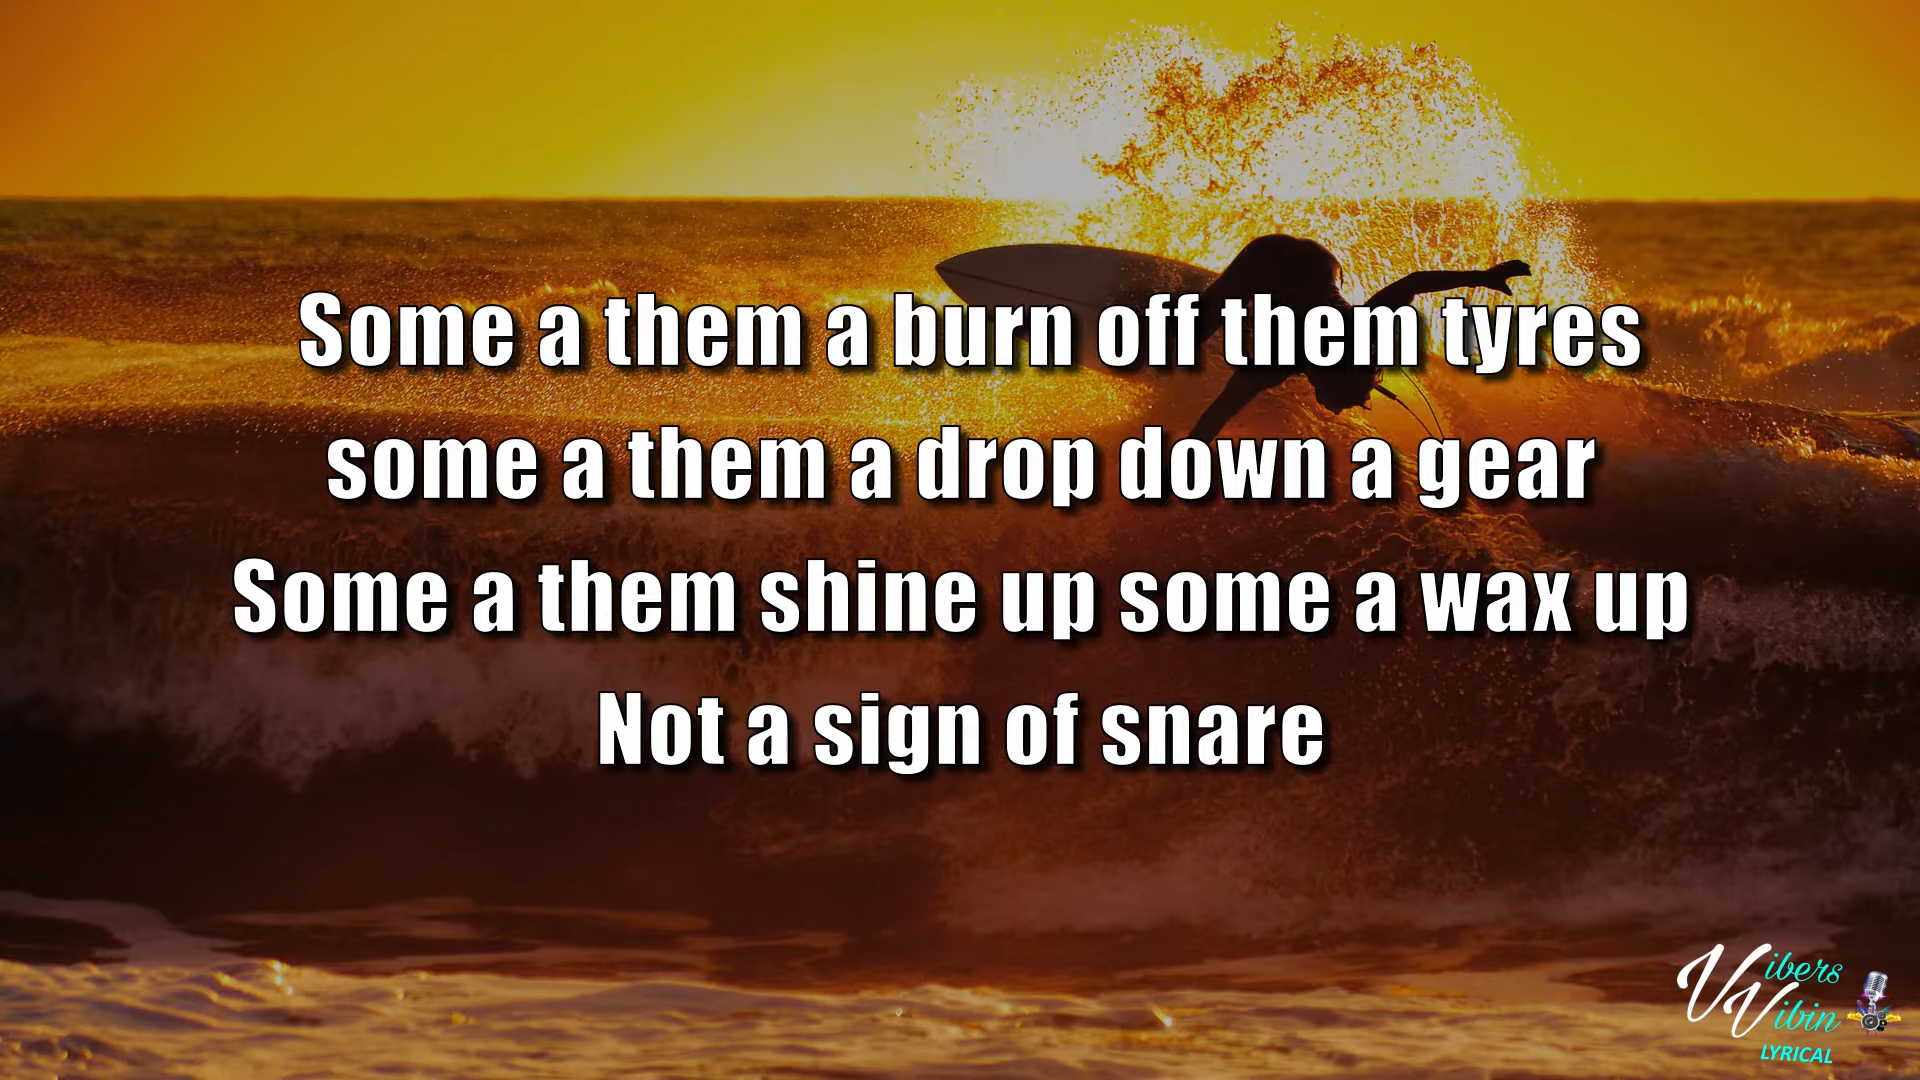 Some a them a burn off them tyres
some a them a drop down a gear
Some a them shine up some a wax up
Not a sign of snare
Vibers
Vibin
LYRICAL